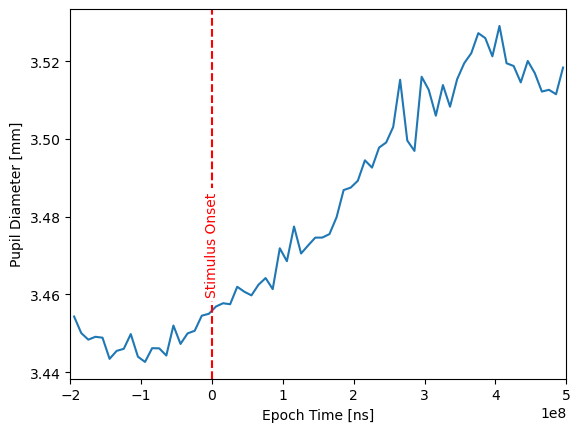 3.52
3.50
3.48
3.46
3.44
Pupil Diameter [mm]
Stimulus Onset
−2 −1 0 1 2 3 4 5
1e8
Epoch Time [ns]